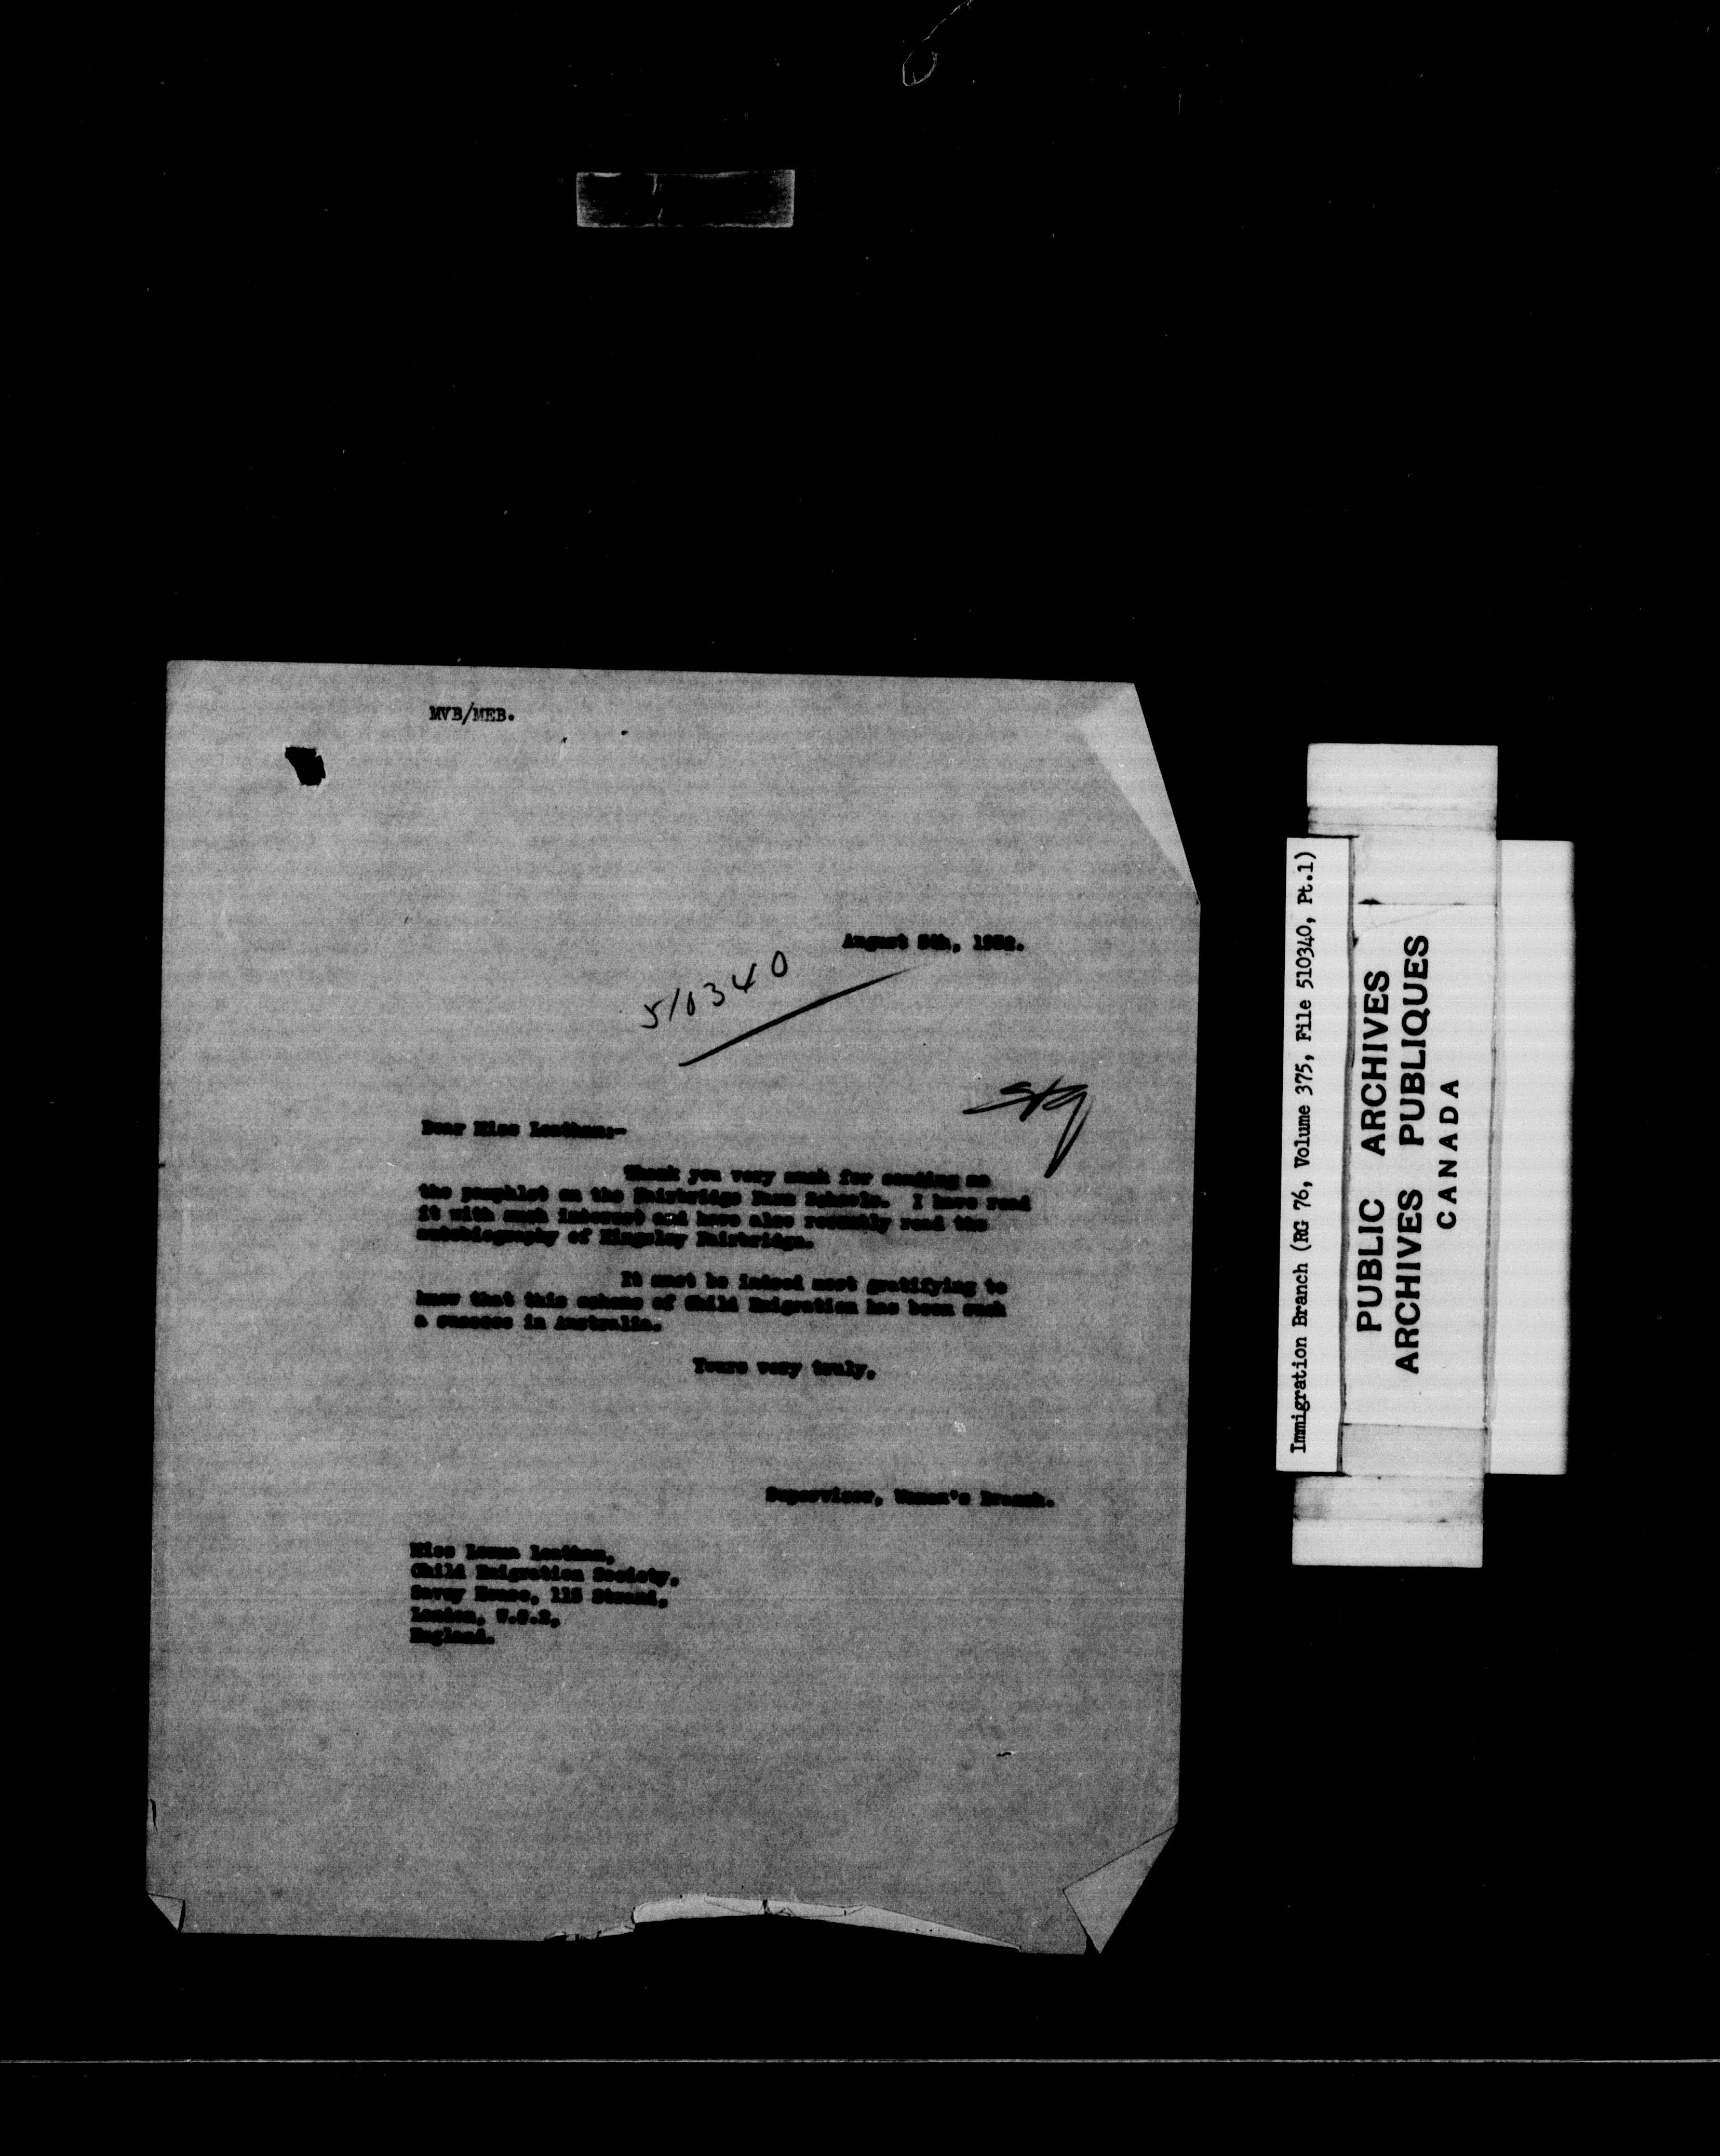 MVB/MEB.
August 5th, 1932.
510340
Dear Miss Leatham:-
Thank you very much for sending me
the pamphlet on the Fairbridge Farm Schools. I have read
it with much interest and have also recently read the
autobiography of Kingsley Fairbridge.
It must be indeed most gratifying to
know that this scheme of Child Emigration has been such
a success in Australia.
Yours very truly,
Supervisor, Women's Branch.
Miss Leatham,
Child Emigration Society,
Savoy House, 115 Strand,
London, W.C.2,
England.
Immigration Branch (RG 76, Volume 375, File 510340, Pt.1)
PUBLIC ARCHIVES
ARCHIVES PUBLIQUES
CANADA